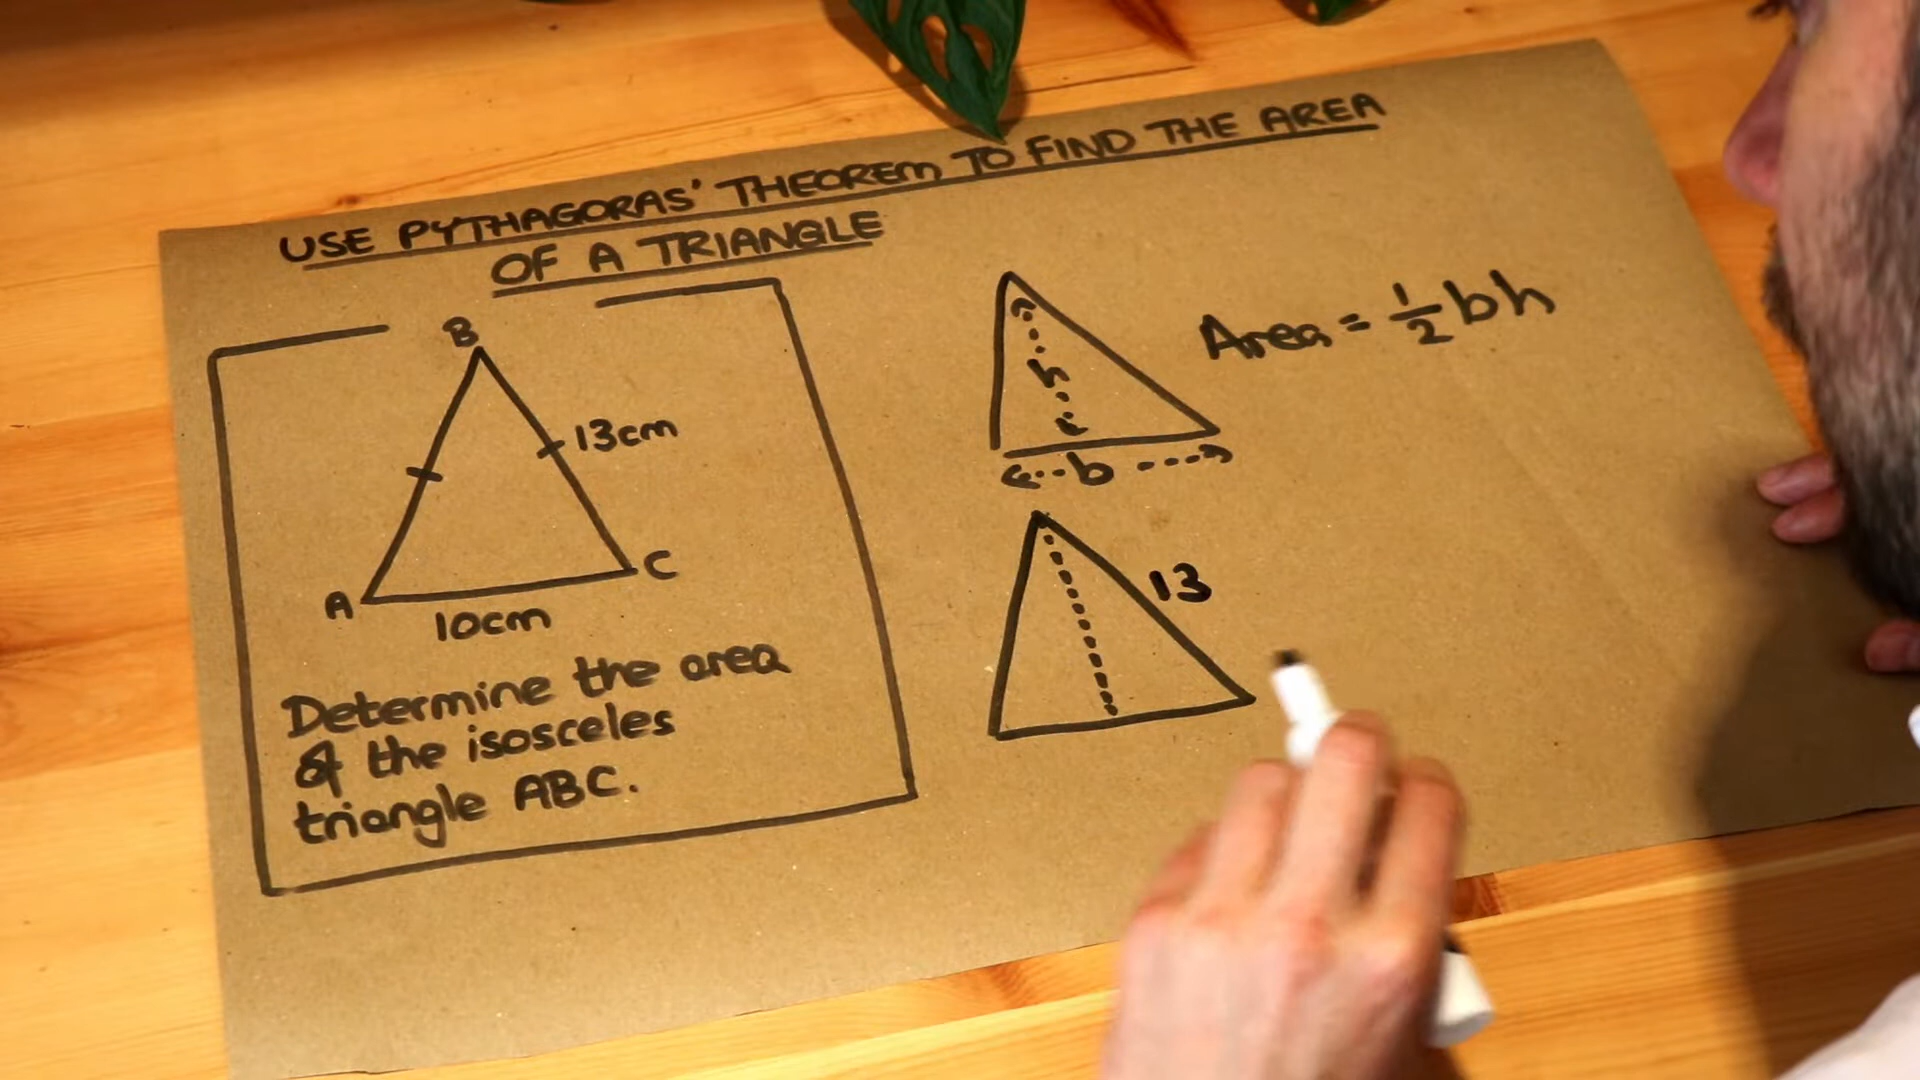 USE PYTHAGORAS' THEOREM TO FIND THE AREA
OF A TRIANGLE
B
13cm
A
C
10cm
Determine the area
of the isosceles
triangle ABC.
h
b
Area = 1/2 bh
13